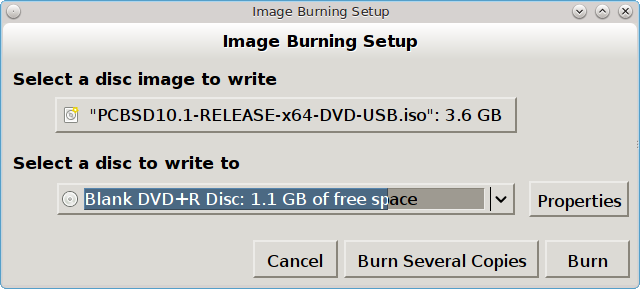 Image Burning Setup
Image Burning Setup
Select a disc image to write
"PCBSD10.1-RELEASE-x64-DVD-USB.iso": 3.6 GB
Select a disc to write to
Blank DVD+R Disc: 1.1 GB of free space
Properties
Cancel
Burn Several Copies
Burn